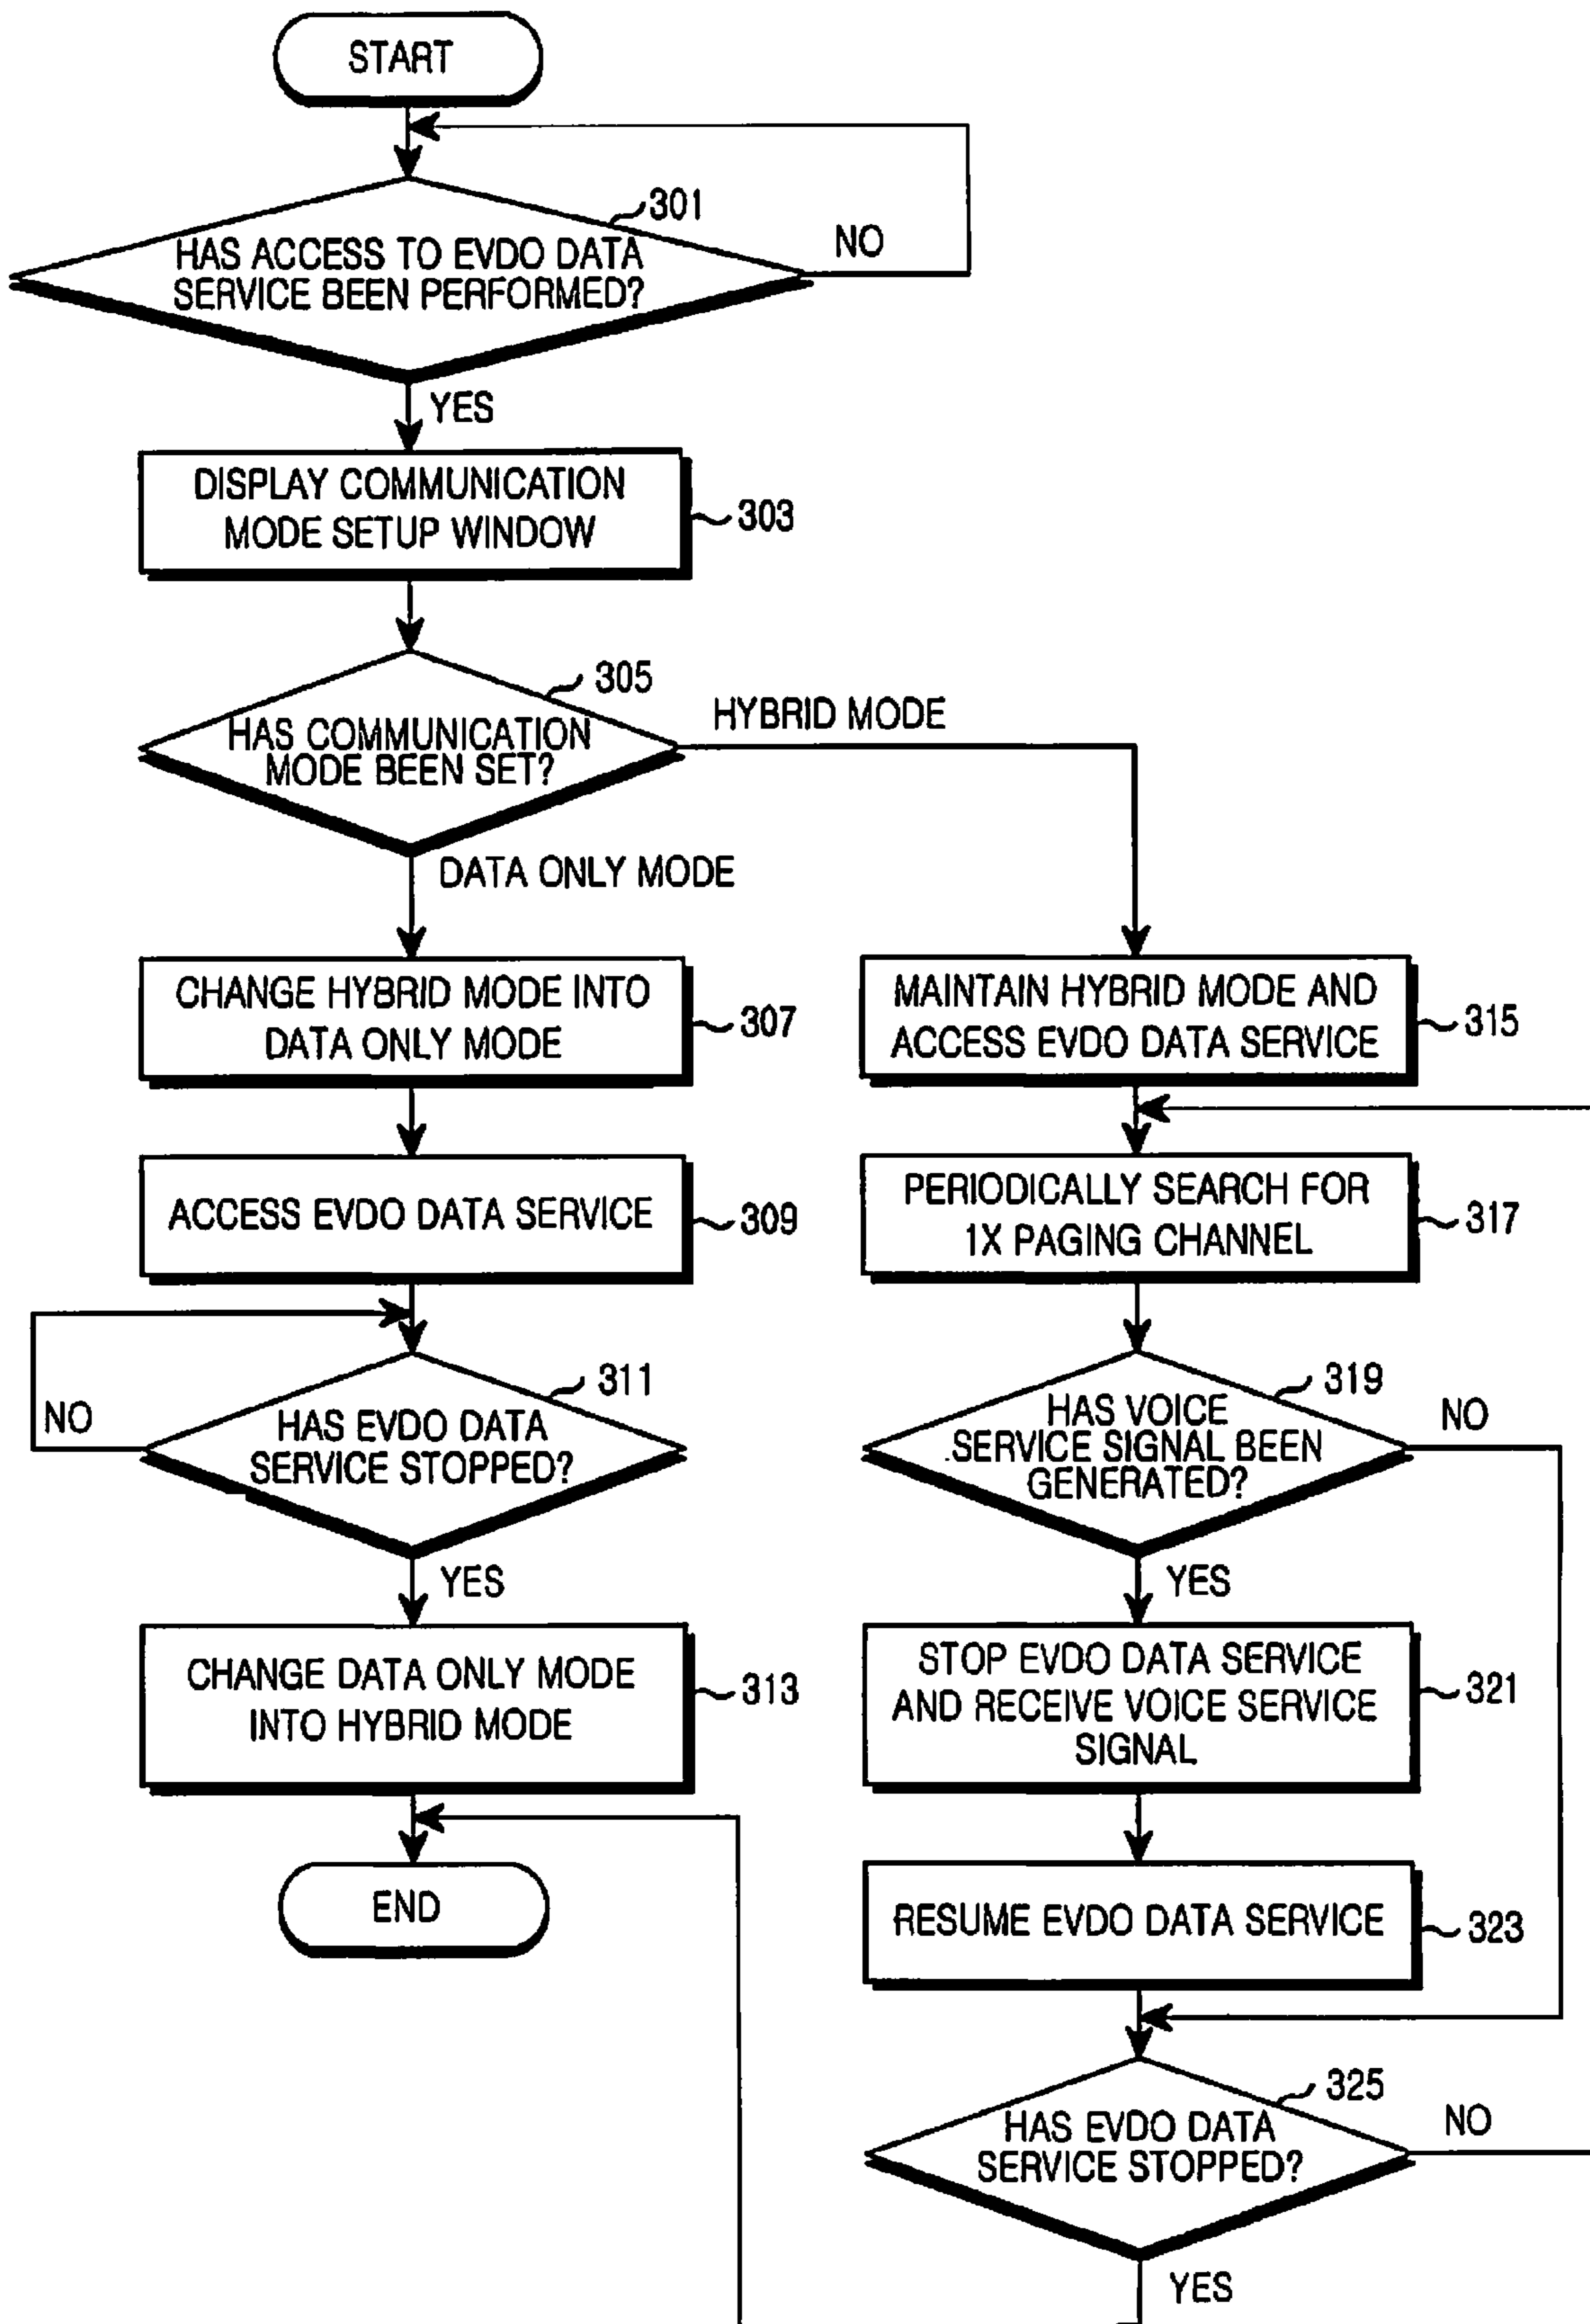 START
301
HAS ACCESS TO EVDO DATA
SERVICE BEEN PERFORMED?
NO
YES
DISPLAY COMMUNICATION
MODE SETUP WINDOW
303
305
HAS COMMUNICATION
MODE BEEN SET?
HYBRID MODE
DATA ONLY MODE
CHANGE HYBRID MODE INTO
DATA ONLY MODE
307
ACCESS EVDO DATA SERVICE
309
311
HAS EVDO DATA
SERVICE STOPPED?
NO
YES
CHANGE DATA ONLY MODE
INTO HYBRID MODE
313
END
MAINTAIN HYBRID MODE AND
ACCESS EVDO DATA SERVICE
315
PERIODICALLY SEARCH FOR
1X PAGING CHANNEL
317
319
HAS VOICE
SERVICE SIGNAL BEEN
GENERATED?
NO
YES
STOP EVDO DATA SERVICE
AND RECEIVE VOICE SERVICE
SIGNAL
321
RESUME EVDO DATA SERVICE
323
325
HAS EVDO DATA
SERVICE STOPPED?
NO
YES